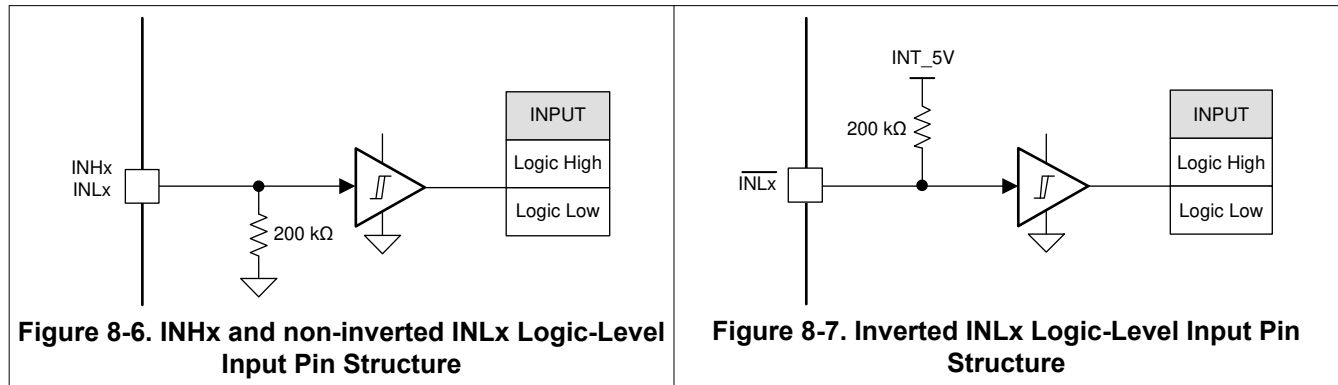 INHx
INLx
200 kΩ
INPUT
Logic High
Logic Low
Figure 8-6. INHx and non-inverted INLx Logic-Level
Input Pin Structure
INT_5V
200 kΩ
INLx
INPUT
Logic High
Logic Low
Figure 8-7. Inverted INLx Logic-Level Input Pin
Structure